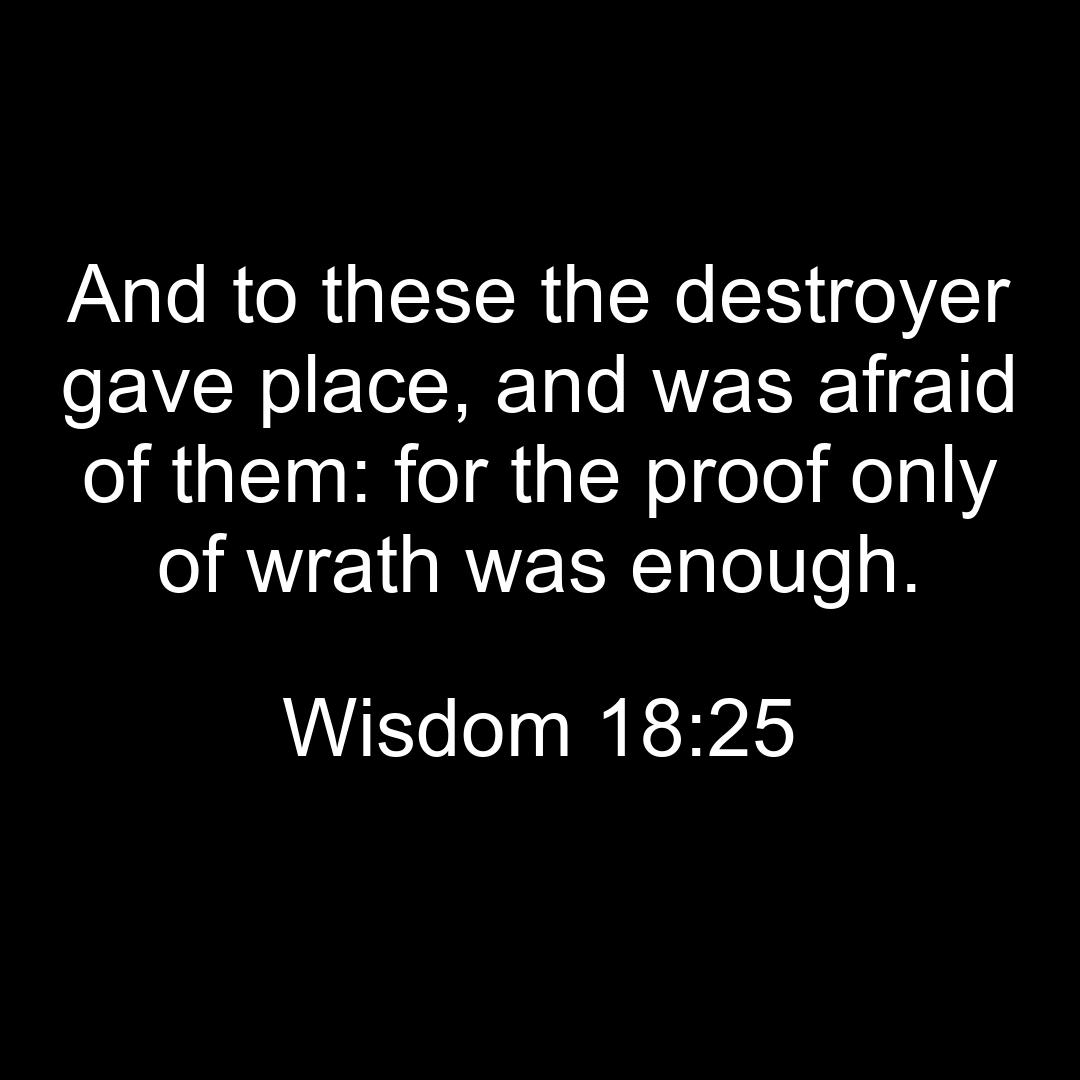 And to these the destroyer
gave place, and was afraid
of them: for the proof only
of wrath was enough.
Wisdom 18:25